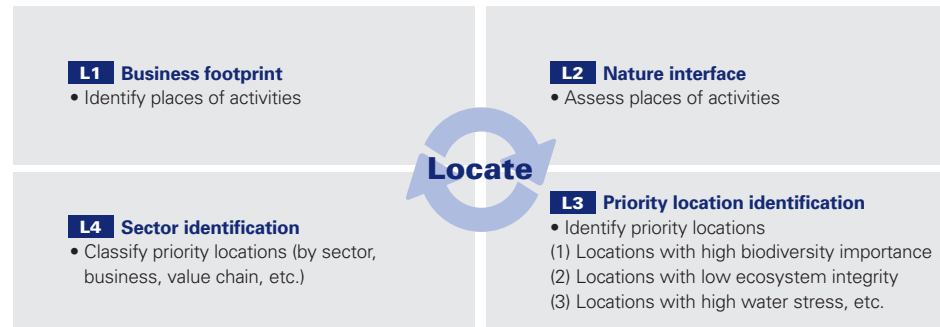 L1 Business footprint
• Identify places of activities
L2 Nature interface
• Assess places of activities
Locate
L4 Sector identification
• Classify priority locations (by sector,
business, value chain, etc.)
L3 Priority location identification
• Identify priority locations
(1) Locations with high biodiversity importance
(2) Locations with low ecosystem integrity
(3) Locations with high water stress, etc.